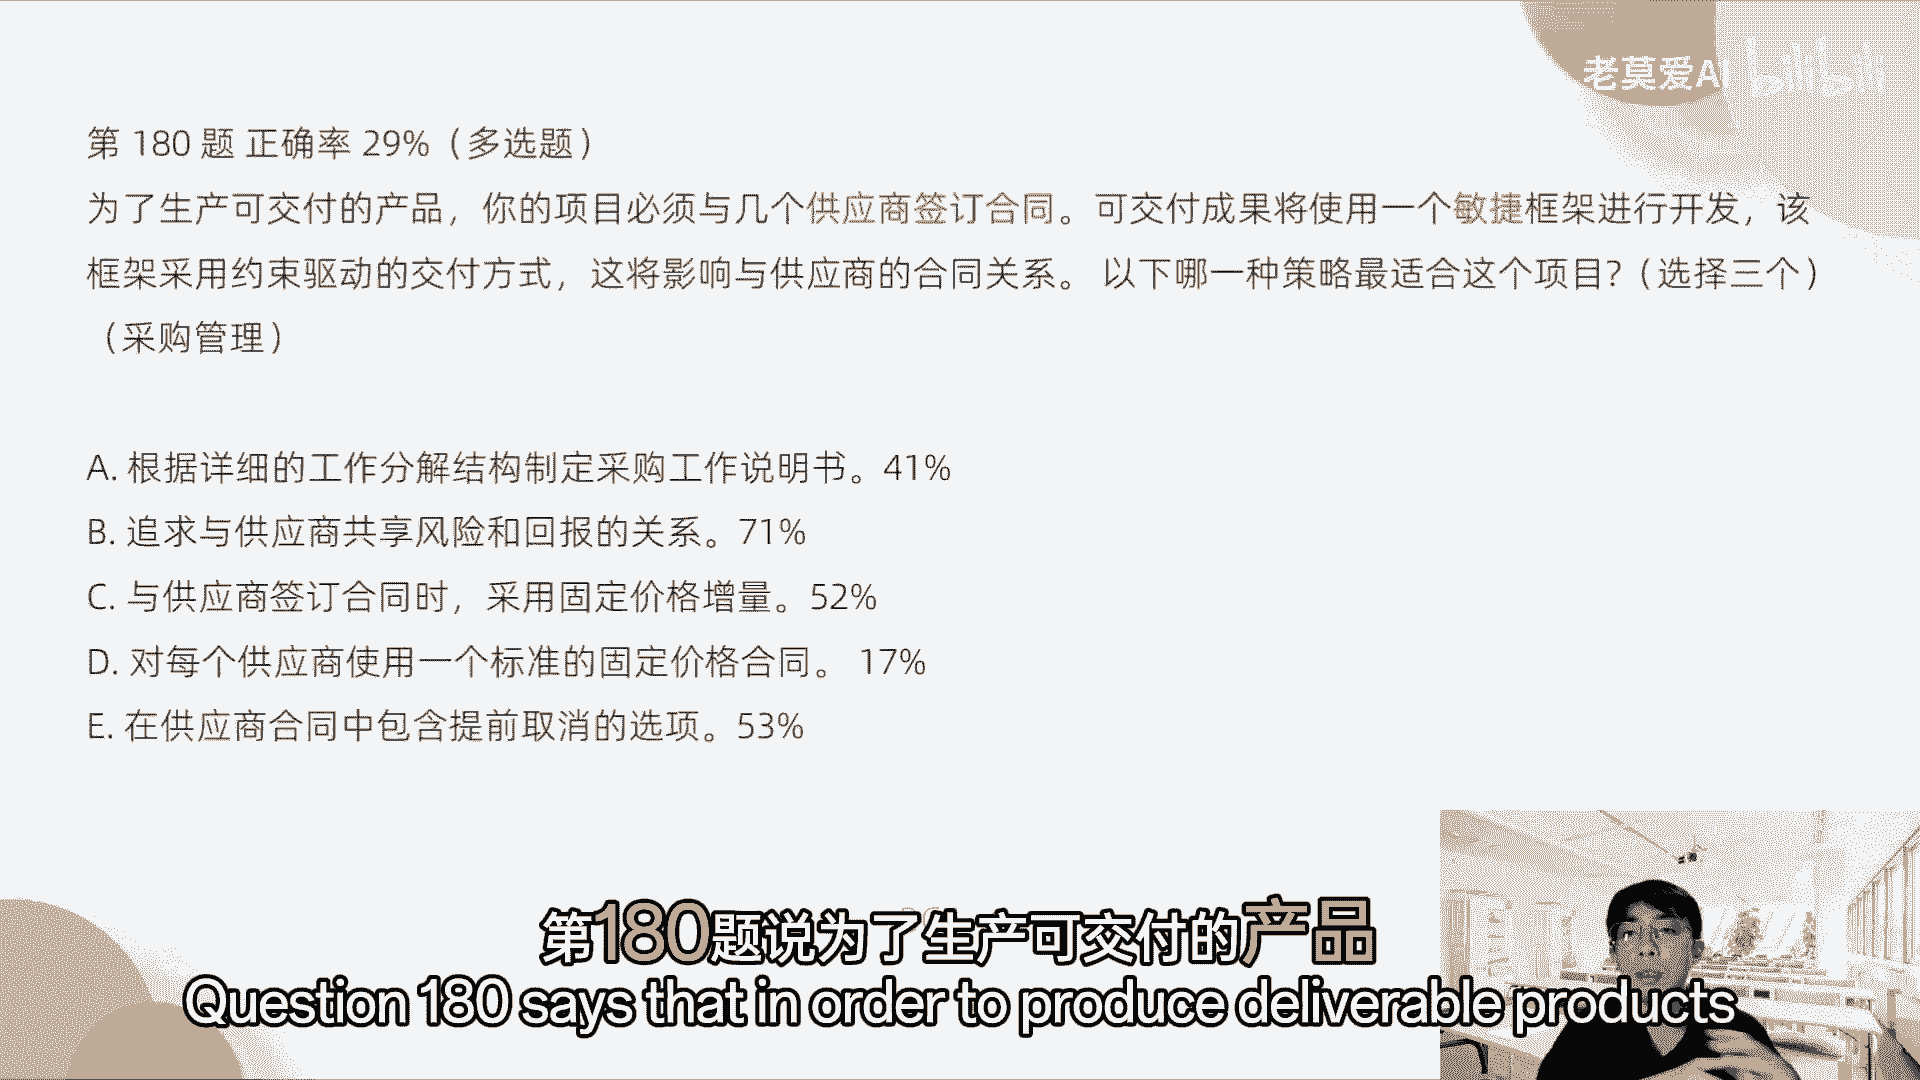 老莫爱AI bilibili
第 180 题 正确率 29%（多选题）
为了生产可交付的产品，你的项目必须与几个供应商签订合同。可交付成果将使用一个敏捷框架进行开发，该
框架采用约束驱动的交付方式，这将影响与供应商的合同关系。 以下哪一种策略最适合这个项目?（选择三个）
（采购管理）
A. 根据详细的工作分解结构制定采购工作说明书。41%
B. 追求与供应商共享风险和回报的关系。71%
C. 与供应商签订合同时，采用固定价格增量。52%
D. 对每个供应商使用一个标准的固定价格合同。 17%
E. 在供应商合同中包含提前取消的选项。53%
第180题说为了生产可交付的产品
Question 180 says that in order to produce deliverable products